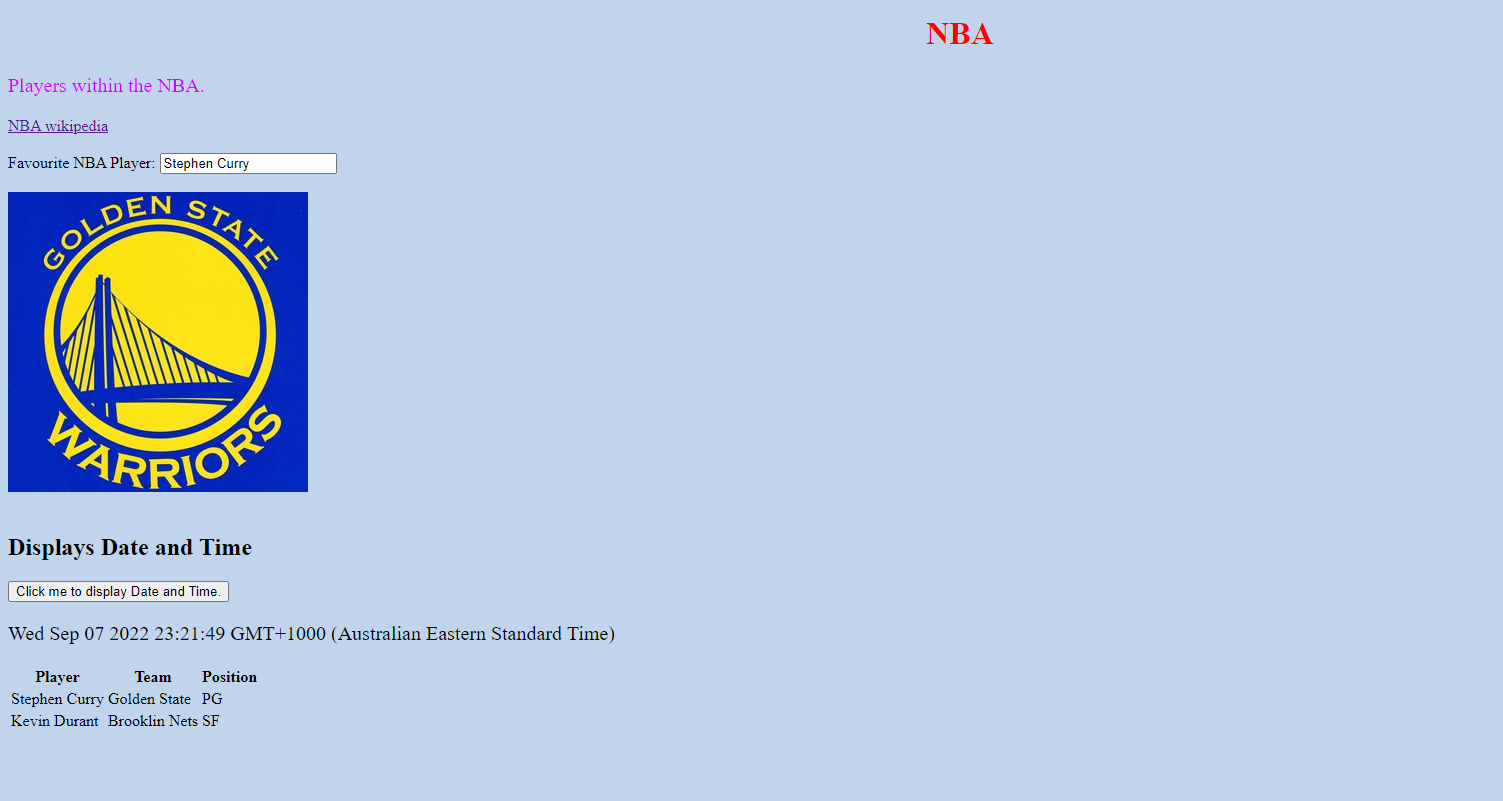 NBA
Players within the NBA.
NBA wikipedia
Favourite NBA Player: Stephen Curry
GOLDEN STATE
WARRIORS
Displays Date and Time
Click me to display Date and Time.
Wed Sep 07 2022 23:21:49 GMT+1000 (Australian Eastern Standard Time)
Player Team Position
Stephen Curry Golden State PG
Kevin Durant Brooklin Nets SF